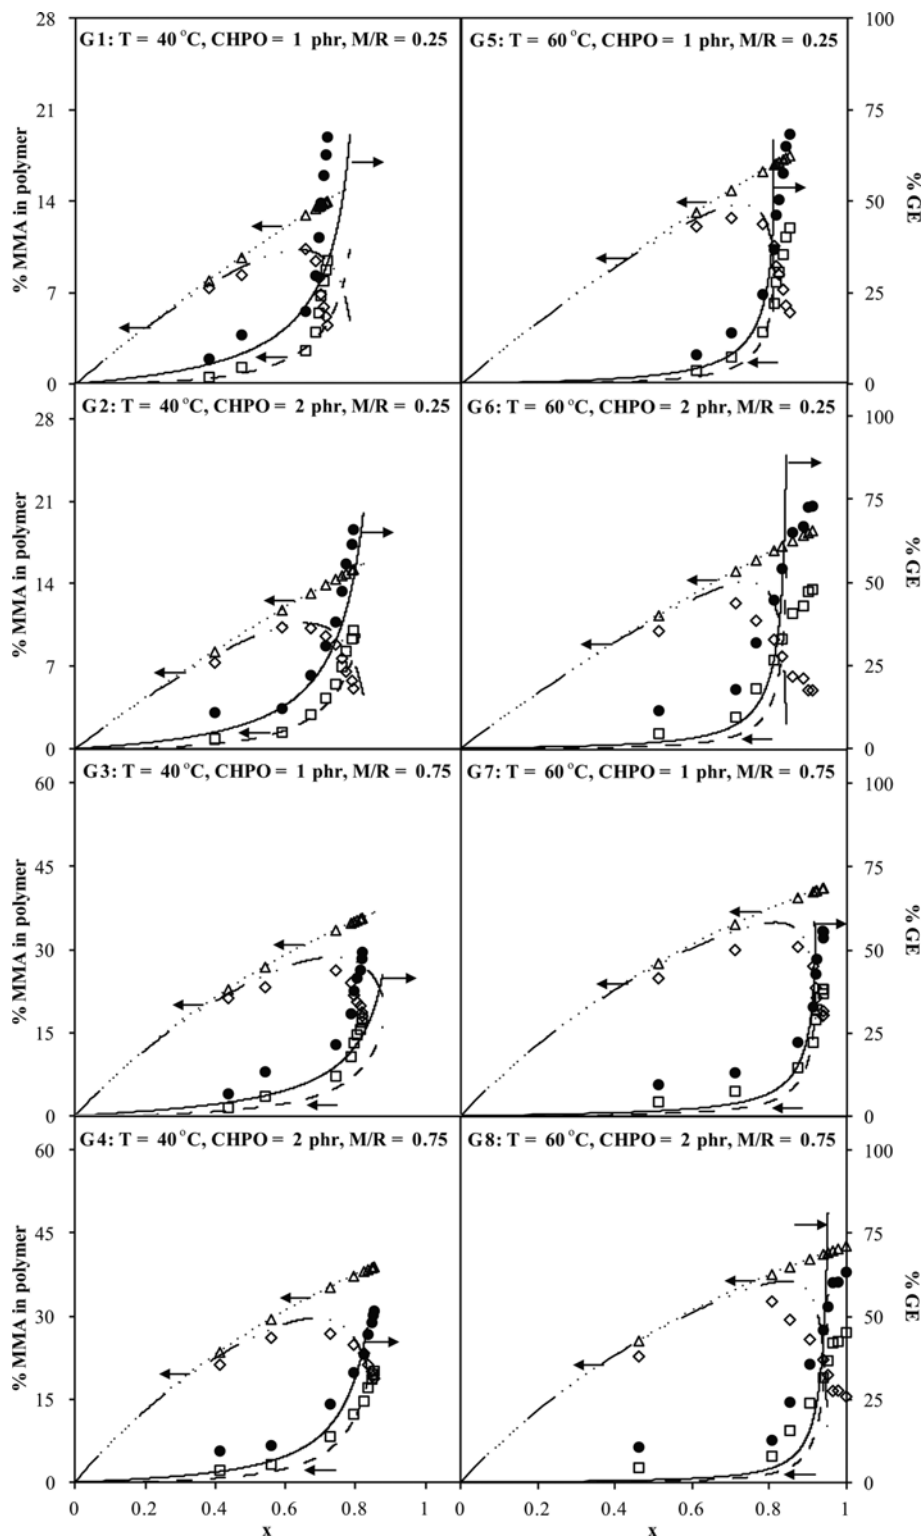 28
G1: T = 40 °C, CHPO = 1 phr, M/R = 0.25
G5: T = 60 °C, CHPO = 1 phr, M/R = 0.25
100
21
75
14
50
7
25
0
0
% MMA in polymer
% GE
28
G2: T = 40 °C, CHPO = 2 phr, M/R = 0.25
G6: T = 60 °C, CHPO = 2 phr, M/R = 0.25
100
21
75
14
50
7
25
0
0
% MMA in polymer
% GE
60
G3: T = 40 °C, CHPO = 1 phr, M/R = 0.75
G7: T = 60 °C, CHPO = 1 phr, M/R = 0.75
100
45
75
30
50
15
25
0
0
% MMA in polymer
% GE
60
G4: T = 40 °C, CHPO = 2 phr, M/R = 0.75
G8: T = 60 °C, CHPO = 2 phr, M/R = 0.75
100
45
75
30
50
15
25
0
0
% MMA in polymer
% GE
0 0.2 0.4 0.6 0.8 1
0.2 0.4 0.6 0.8 1
x
x